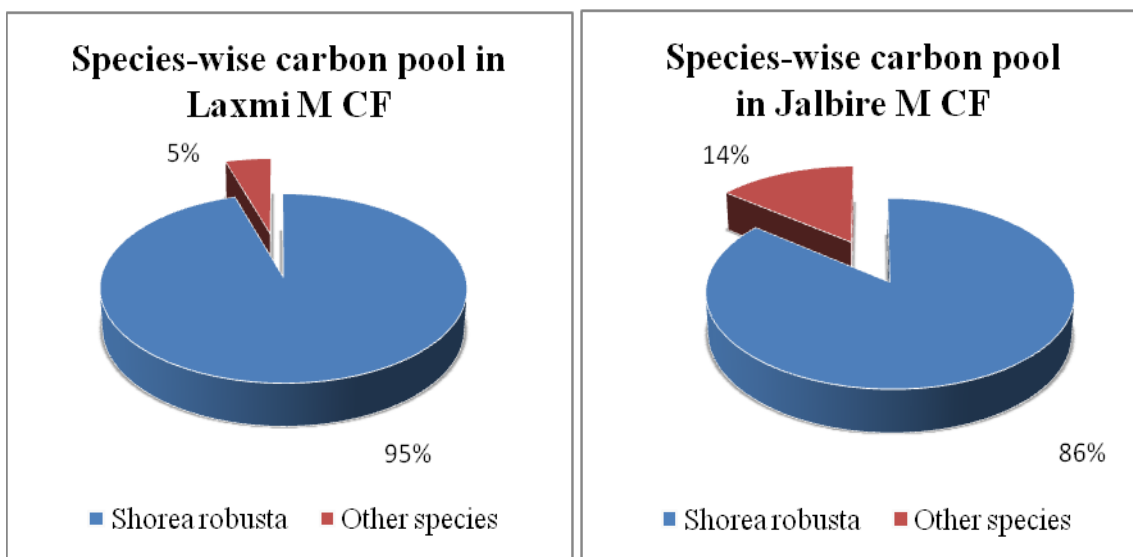 Species-wise carbon pool in
Laxmi M CF
5%
95%
Shorea robusta Other species
Species-wise carbon pool
in Jalbire M CF
14%
86%
Shorea robusta Other species